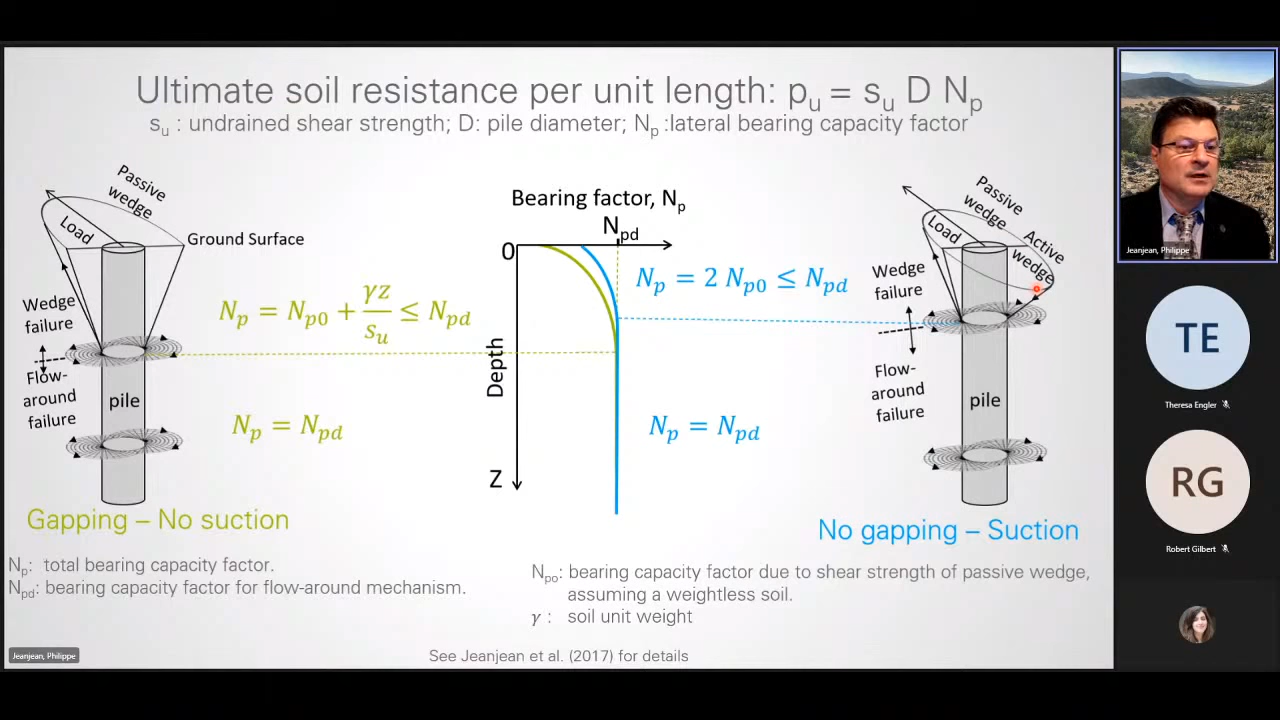 Ultimate soil resistance per unit length: pu = su D Np
su : undrained shear strength; D: pile diameter; Np :lateral bearing capacity factor
Passive
wedge
Load
Ground Surface
Wedge
failure
Flow-
around
failure
pile
Np = Np0 + γz/su ≤ Npd
Np = Npd
Gapping – No suction
Bearing factor, Np
Npd
0
Depth
Z
Np = 2 Np0 ≤ Npd
Np = Npd
Passive
wedge
Load
Active
wedge
Wedge
failure
Flow-
around
failure
pile
No gapping – Suction
Np: total bearing capacity factor.
Npd: bearing capacity factor for flow-around mechanism.
Npo: bearing capacity factor due to shear strength of passive wedge,
assuming a weightless soil.
γ : soil unit weight
See Jeanjean et al. (2017) for details
Jeanjean, Philippe
Jeanjean, Philippe
TE
Theresa Engler
RG
Robert Gilbert